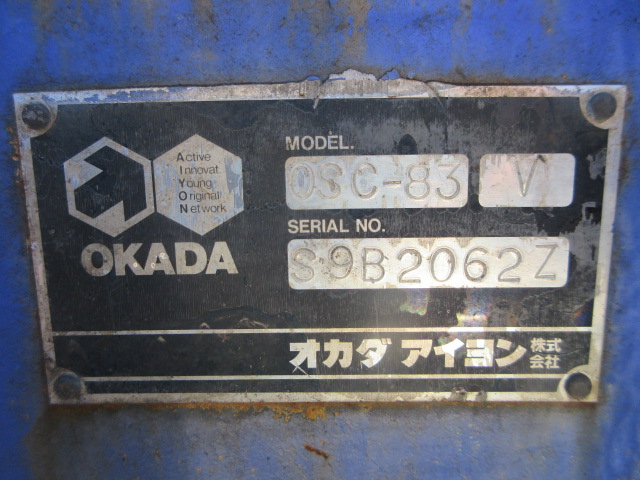 Active
Innovat.
Young
Original
Network
OKADA
MODEL.
OSC-83 V
SERIAL NO.
S9B2062Z
オカダ アイヨン 株式会社